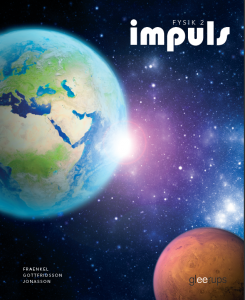 FYSIK 2
impuls
FRAENKEL
GOTTFRIDSSON
JONASSON
gleerups